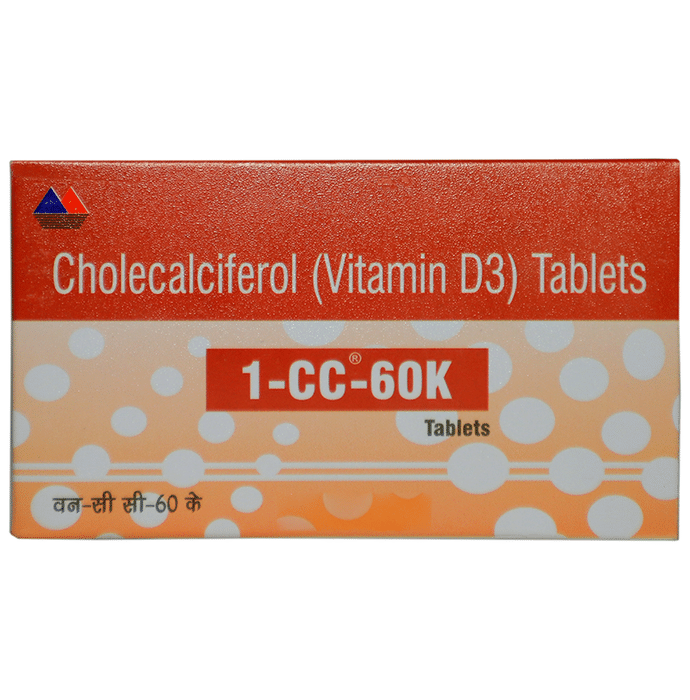 Cholecalciferol (Vitamin D3) Tablets
1-CC®-60K
Tablets
वन-सी सी-60 के